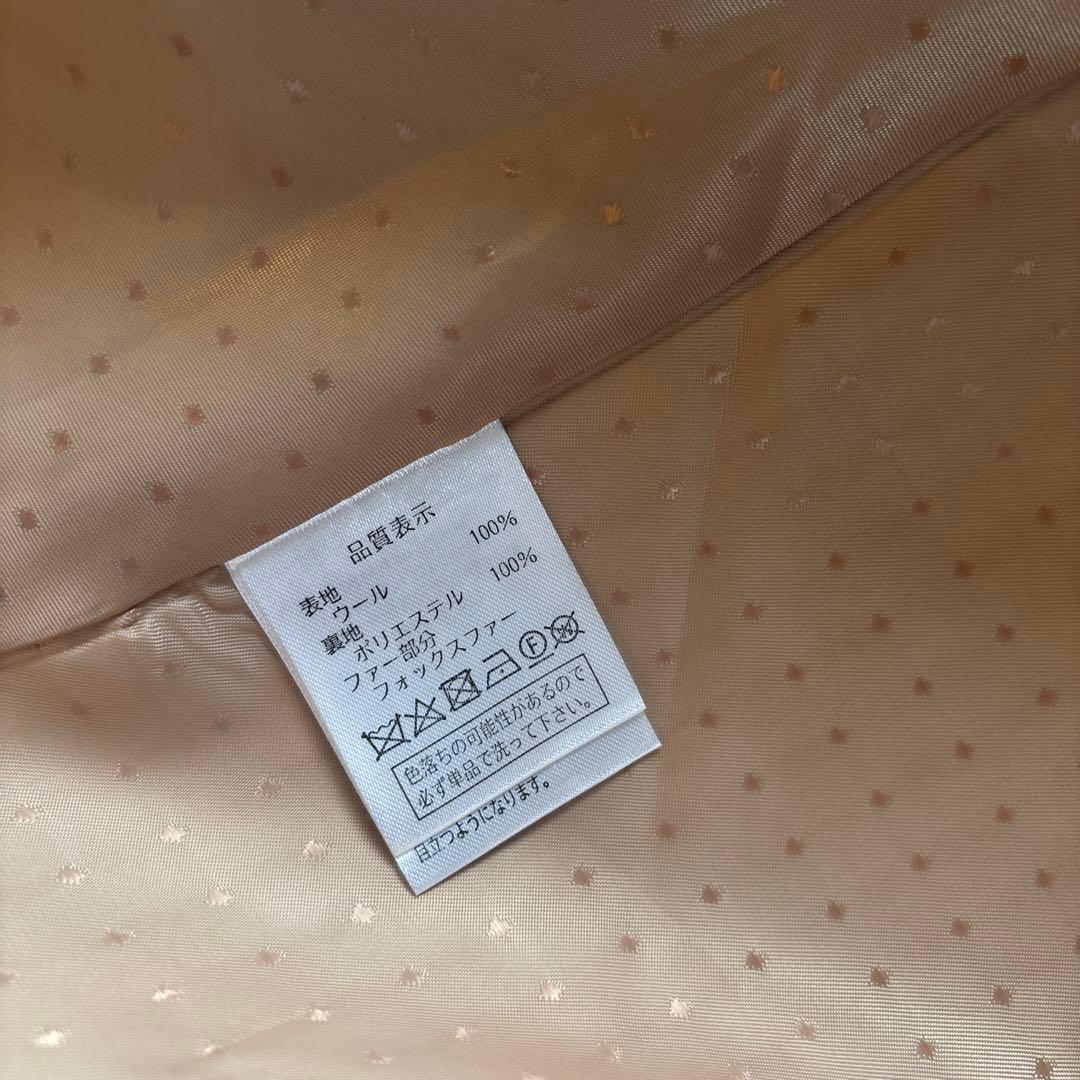 品質表示
表地
ウール 100%
裏地
ポリエステル 100%
ファー部分
フォックスファー
F W
色落ちの可能性があるので
必ず単品で洗って下さい。
目立つようになります。